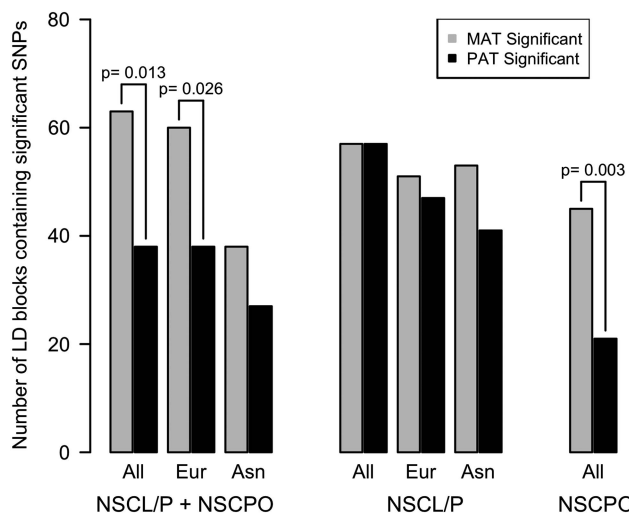 Number of LD blocks containing significant SNPs
80
60
40
20
0
MAT Significant
PAT Significant
p= 0.013
p= 0.026
p= 0.003
All Eur Asn All Eur Asn All
NSCL/P + NSCPO NSCL/P NSCPO